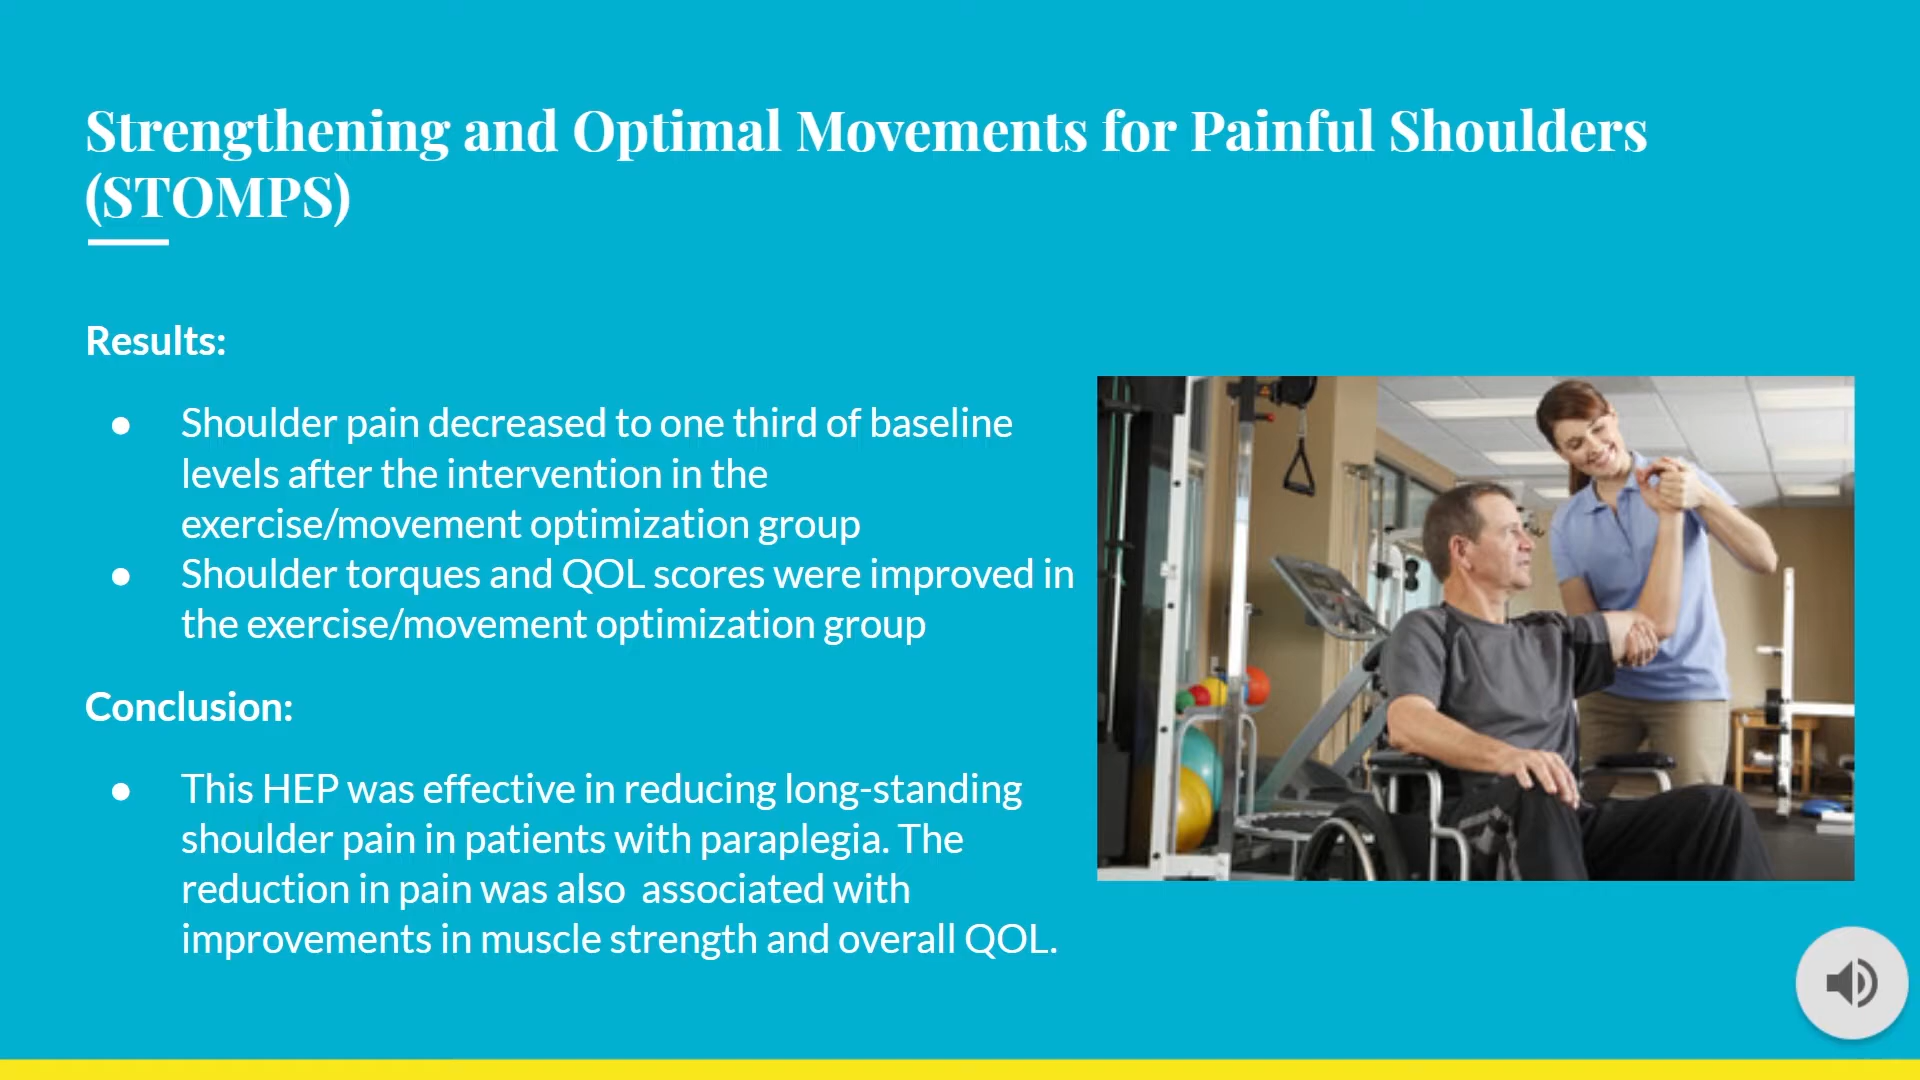 Strengthening and Optimal Movements for Painful Shoulders
(STOMPS)
Results:
● Shoulder pain decreased to one third of baseline
levels after the intervention in the
exercise/movement optimization group
● Shoulder torques and QOL scores were improved in
the exercise/movement optimization group
Conclusion:
● This HEP was effective in reducing long-standing
shoulder pain in patients with paraplegia. The
reduction in pain was also  associated with
improvements in muscle strength and overall QOL.